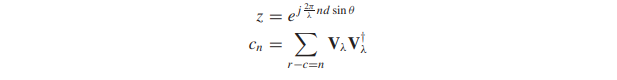 z = e^{j\frac{2\pi}{\lambda} nd \sin\theta}
c_n = \sum_{r-c=n} \mathbf{V}_\lambda \mathbf{V}_\lambda^\dagger